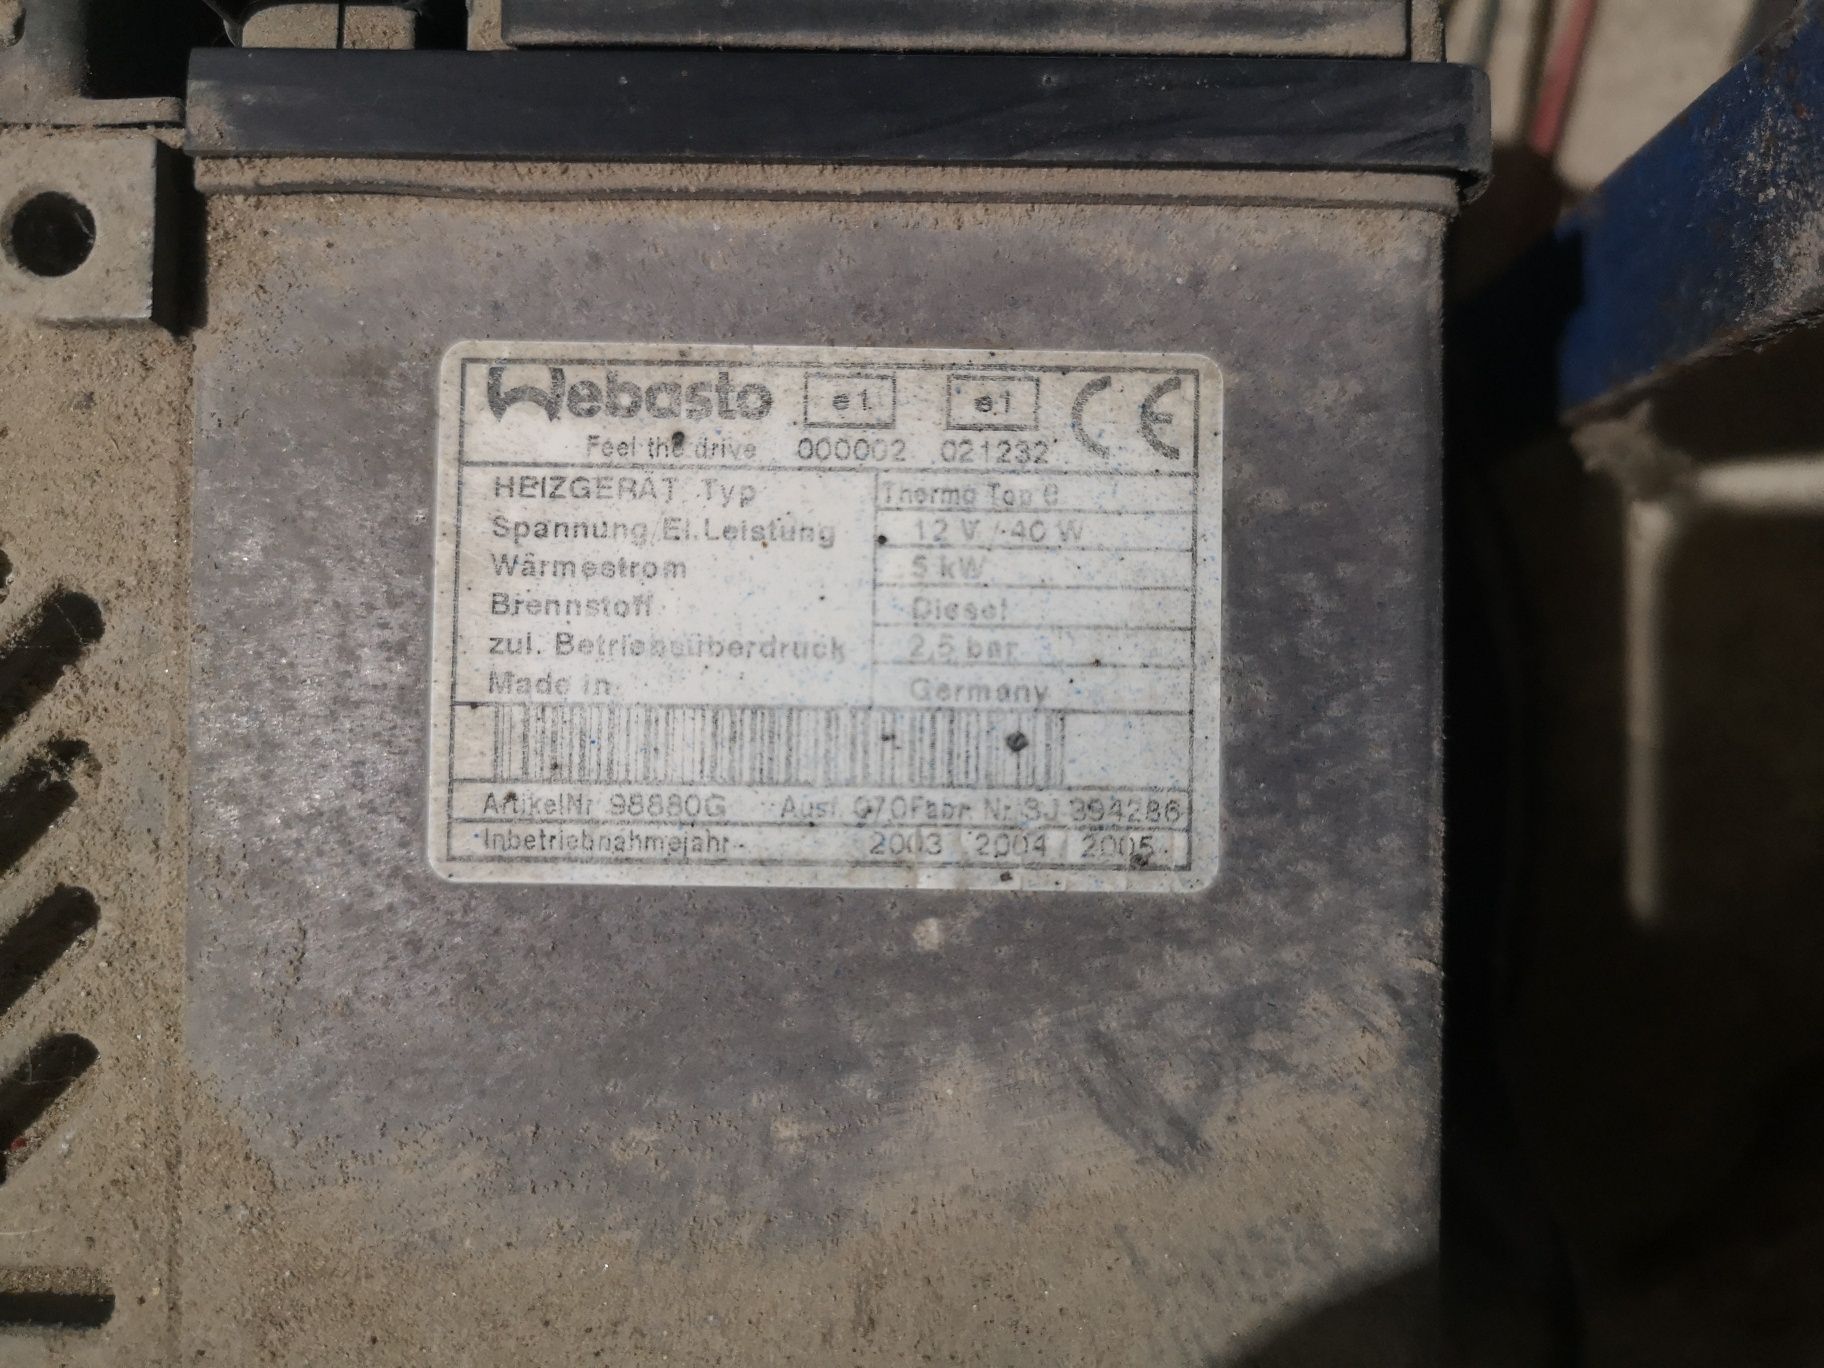 Webasto e1 e1 CE
Feel the drive 000002 021232
HEIZGERÄT Typ Thermo Top C
Spannung/El.Leistung 12 V / 40 W
Wärmestrom 5 kW
Brennstoff Diesel
zul. Betriebsüberdruck 2,5 bar
Made in Germany
ArtikelNr 98880G Ausf. 070 Fabr. Nr. 3J 394286
Inbetriebnahmejahr 2003 2004 2005